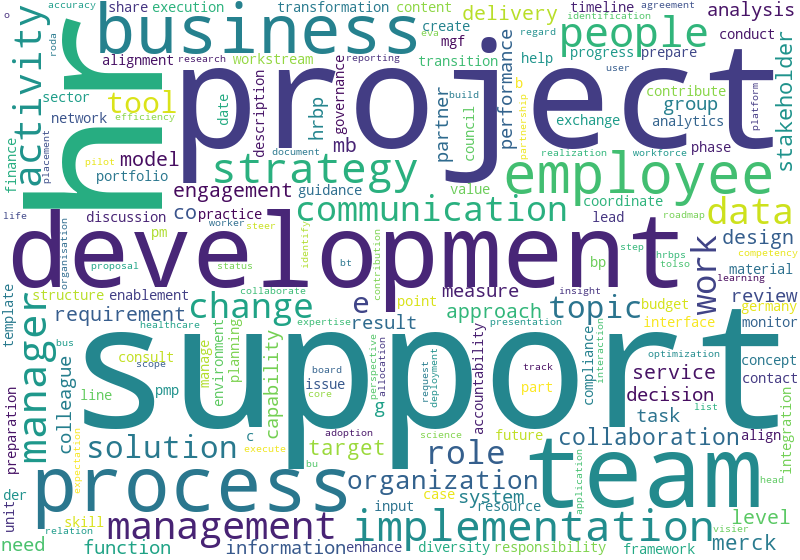 o
accuracy
share
execution
transformation
content
eva
regard
identification
agreement
timeline
analysis
business
create
delivery
people
conduct
roda
alignment
research
workstream
mgf
reporting
transition
help
progress
prepare
user
hr
project
sector
tool
efficiency
date
description
hrbp
governance
partner
council
build
performance
b
partnership
exchange
contribute
group
analytics
platform
stakeholder
activity
network
placement
finance
portfolio
model
document
mb
phase
pilot
strategy
realization
workforce
employee
engagement
guidance
value
coordinate
life
discussion
co
practice
communication
lead
roadmap
data
worker
steer
pm
development
step
hrbps
tolso
work
design
competency
organisation
proposal
status
identify
collaborate
bt
contribution
bp
insight
material
learning
structure
enablement
measure
template
requirement
change
e
point
approach
topic
budget
interface
review
germany
monitor
healthcare
expertise
result
presentation
manager
bus
scope
consult
manage
environment
planning
capability
support
board
core
issue
perspective
allocation
request
deployment
track
part
accountability
compliance
interaction
optimization
service
decision
concept
contact
colleague
line
pmp
g
adoption
science
future
task
list
align
integration
preparation
expectation
solution
c
execute
bu
target
role
collaboration
der
process
organization
case
system
team
application
head
level
unit
skill
relation
management
input
resource
implementation
visier
merck
need
function
information
enhance
diversity
responsibility
framework